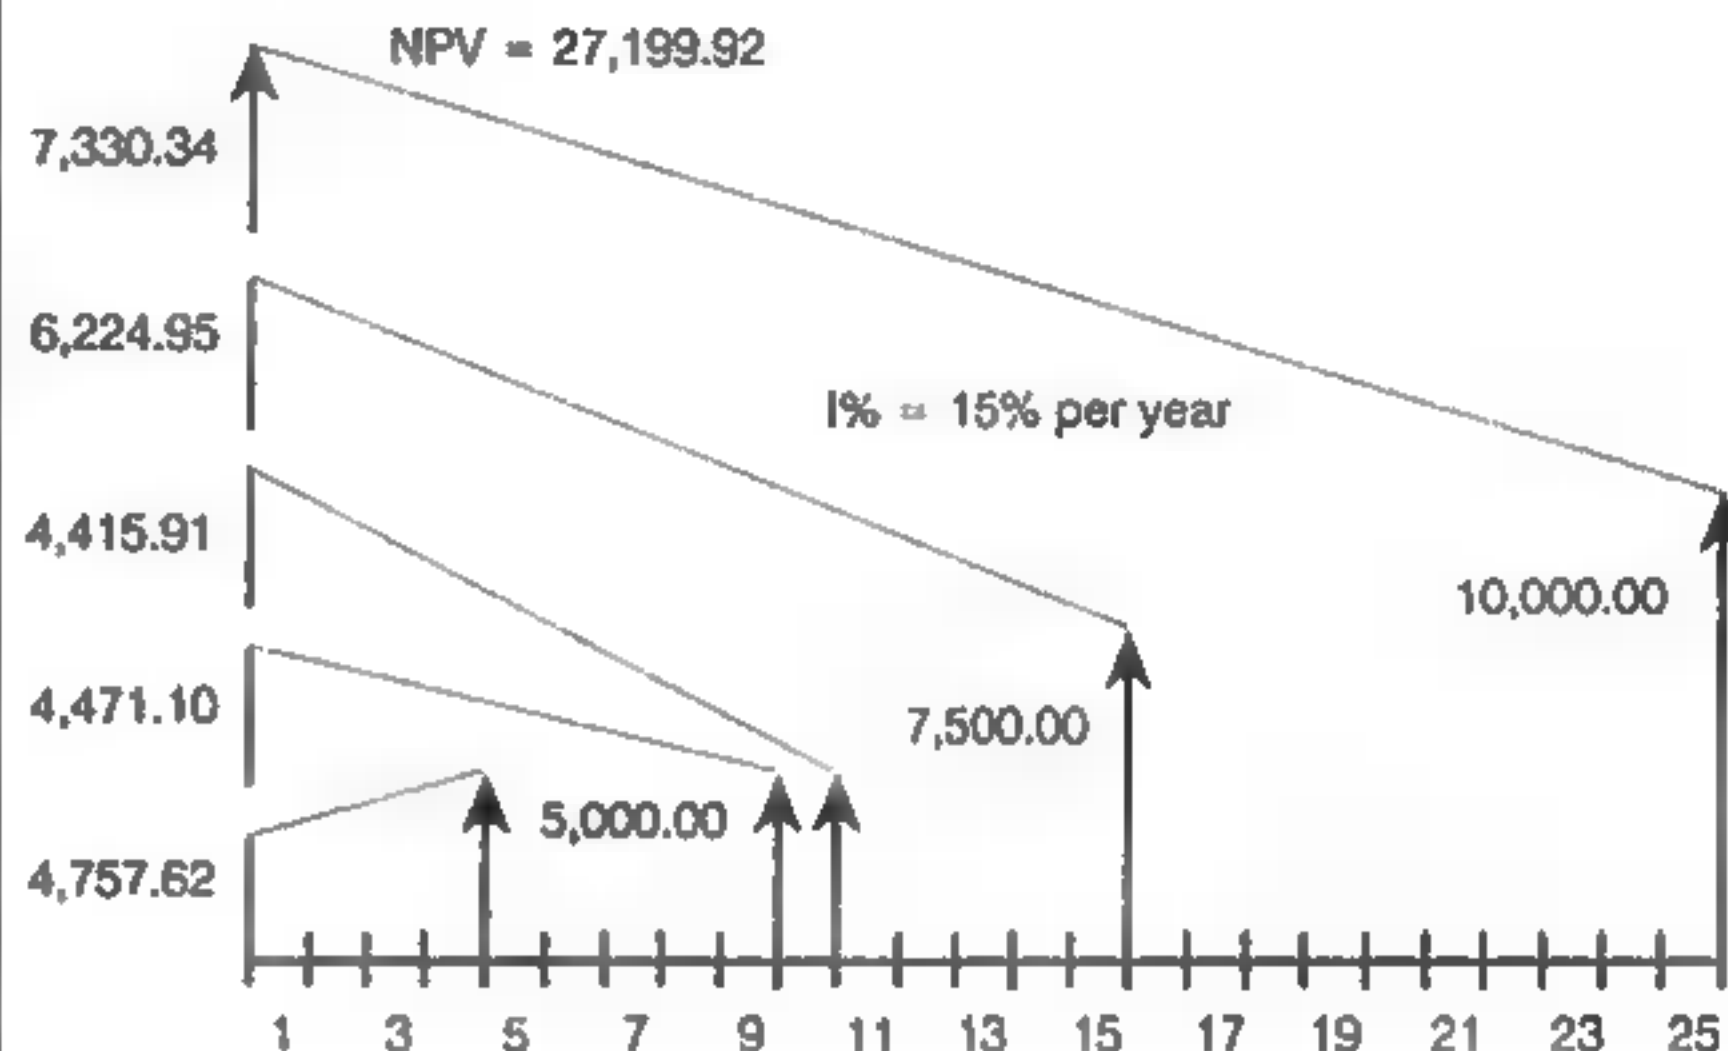 NPV = 27,199.92
7,330.34
6,224.95
I% = 15% per year
4,415.91
10,000.00
4,471.10
7,500.00
5,000.00
4,757.62
1 3 5 7 9 11 13 15 17 19 21 23 25